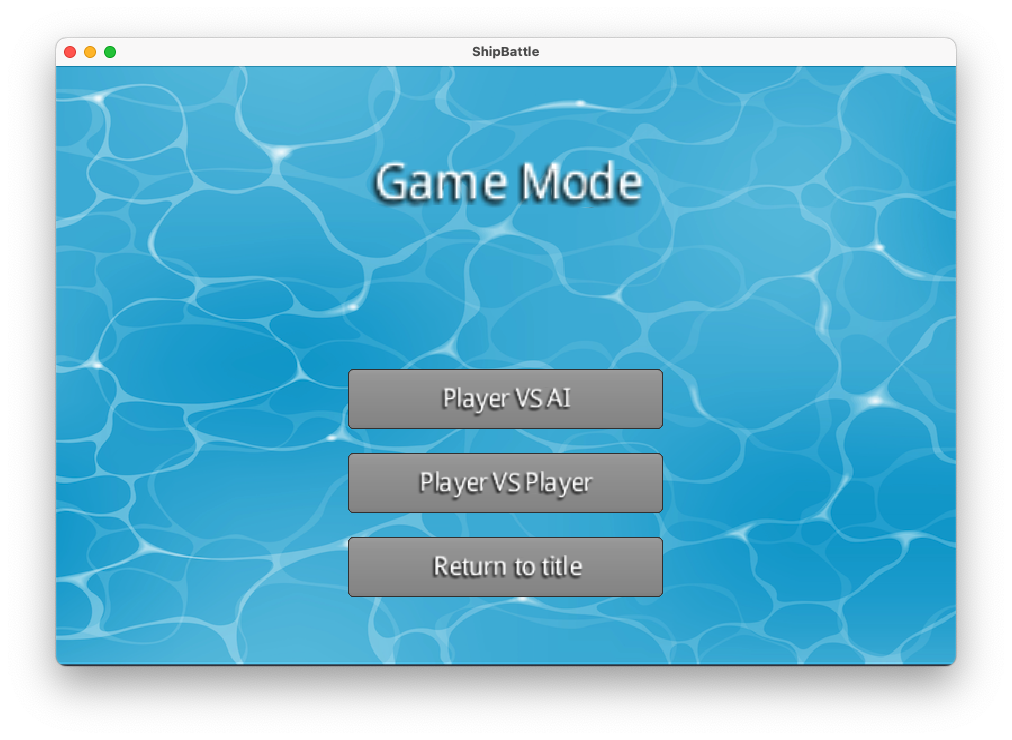 ShipBattle
Game Mode
Player VS AI
Player VS Player
Return to title